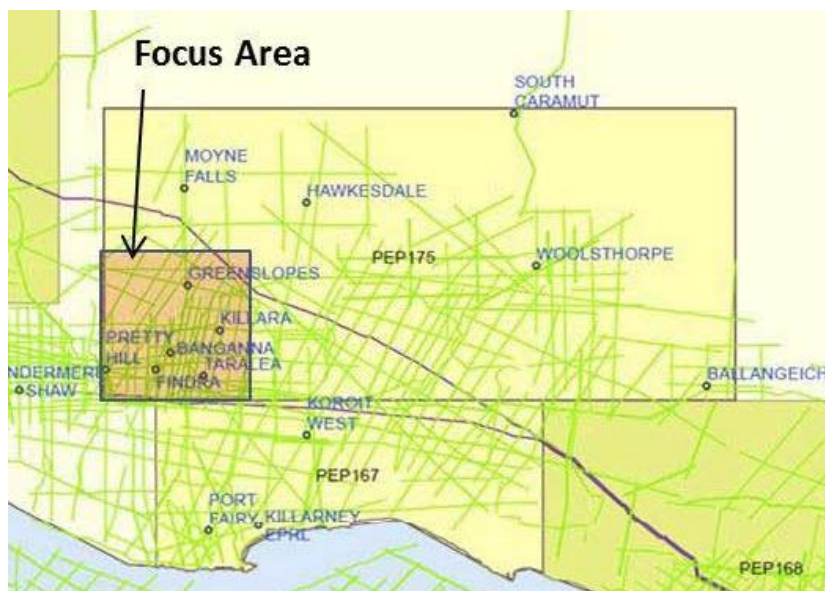 Focus Area
SOUTH
CARAMUT
MOYNE
FALLS
HAWKESDALE
PEP175
WOOLSTHORPE
GREENSLOPES
KILLARA
PRETTY
HILL
BANGANNA
TARALEA
FINDRA
NDERMERE
SHAW
BALLANGEICH
KOROIT
WEST
PEP167
PORT
FAIRY
KILLARNEY
EPRL
PEP168